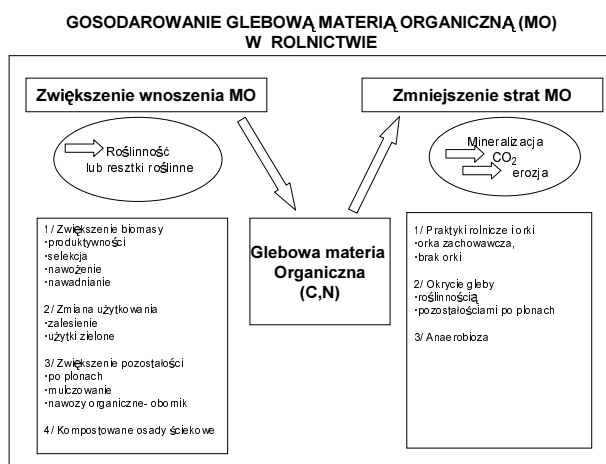 GOSODAROWANIE GLEBOWĄ MATERIĄ ORGANICZNĄ (MO)
W ROLNICTWIE
Zwiększenie wnoszenia MO
Roślinność
lub resztki roślinne
1/ Zwiększenie biomasy
•produktywności
•selekcja
•nawożenie
•nawadnianie
2/ Zmiana użytkowania
•zalesienie
•użytki zielone
3/ Zwiększenie pozostałości
•po plonach
•mulczowanie
•nawozy organiczne- obornik
4/ Kompostowane osady ściekowe
Glebowa materia
Organiczna
(C,N)
Zmniejszenie strat MO
Mineralizacja
CO2
erozja
1/ Praktyki rolnicze i orki
•orka zachowawcza,
•brak orki
2/ Okrycie gleby
•roślinnością
•pozostałościami po plonach
3/ Anaerobioza